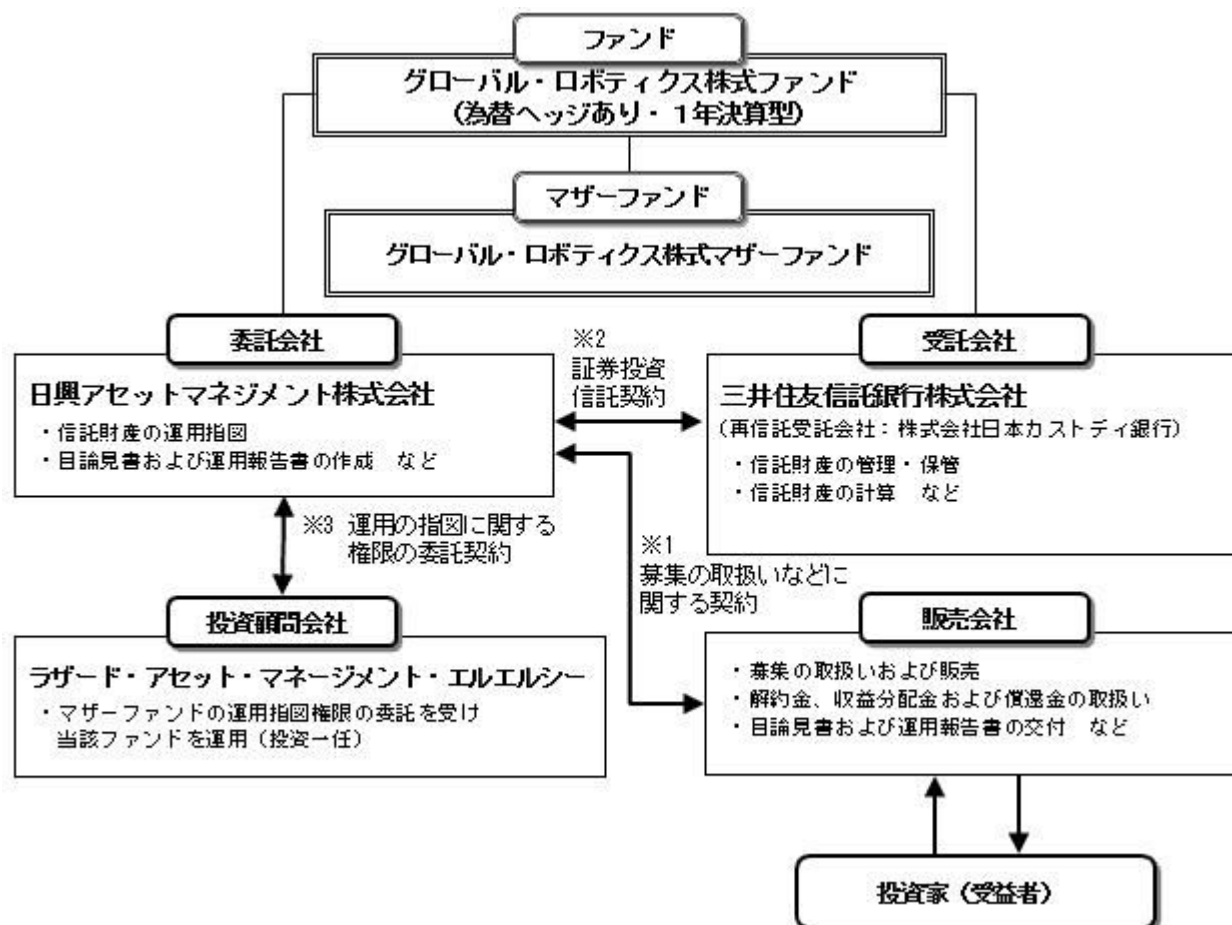 ファンド
グローバル・ロボティクス株式ファンド
(為替ヘッジあり・1年決算型)
マザーファンド
グローバル・ロボティクス株式マザーファンド
委託会社
日興アセットマネジメント株式会社
・信託財産の運用指図
・目論見書および運用報告書の作成 など
※2
証券投資
信託契約
受託会社
三井住友信託銀行株式会社
(再信託受託会社：株式会社日本カストディ銀行)
・信託財産の管理・保管
・信託財産の計算 など
※3 運用の指図に関する
権限の委託契約
※1
募集の取扱いなどに
関する契約
投資顧問会社
ラザード・アセット・マネージメント・エルエルシー
・マザーファンドの運用指図権限の委託を受け
当該ファンドを運用（投資一任）
販売会社
・募集の取扱いおよび販売
・解約金、収益分配金および償還金の取扱い
・目論見書および運用報告書の交付 など
投資家（受益者）